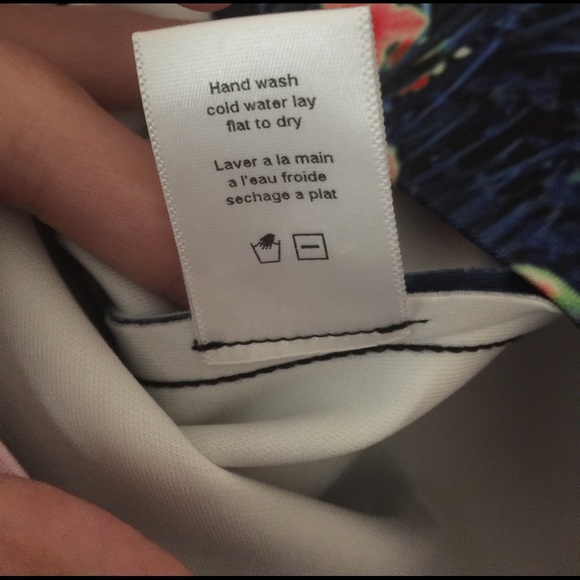 Hand wash
cold water lay
flat to dry
Laver a la main
a l'eau froide
sechage a plat